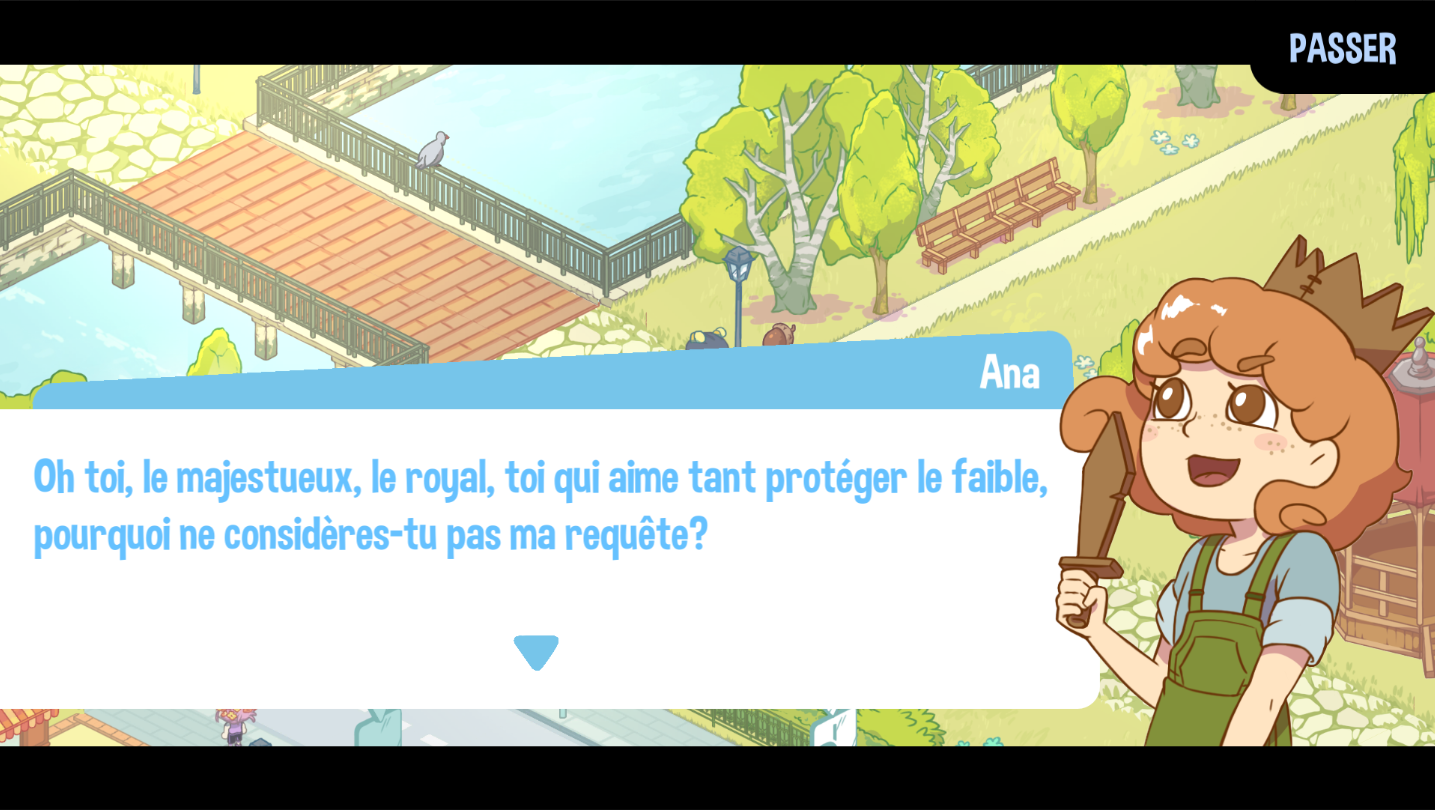 PASSER
Ana
Oh toi, le majestueux, le royal, toi qui aime tant protéger le faible,
pourquoi ne considères-tu pas ma requête?